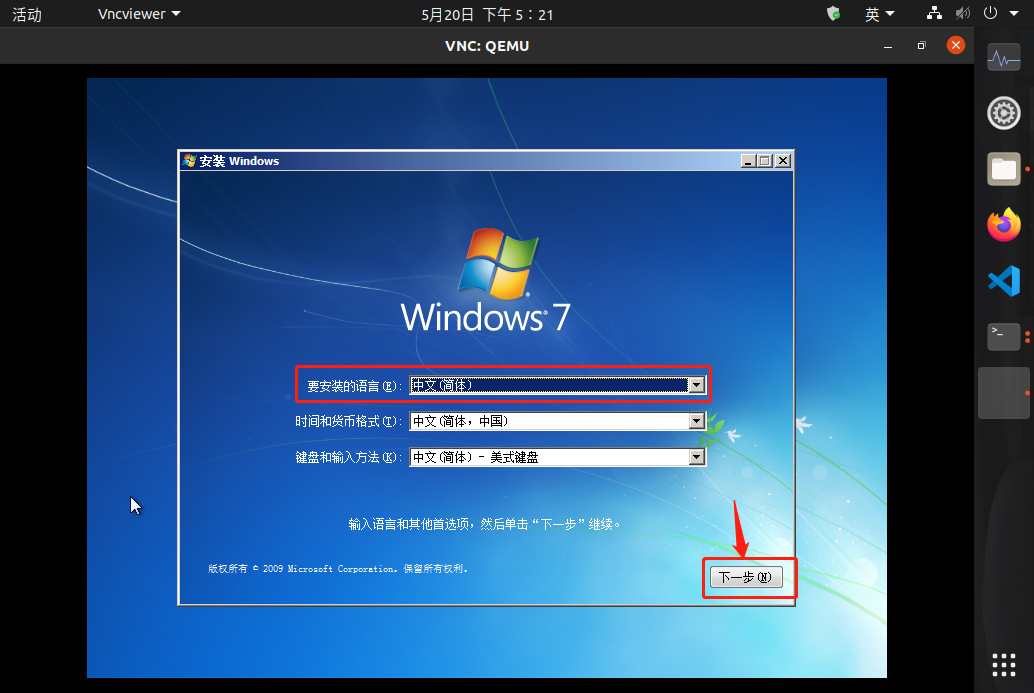 活动 Vncviewer 5月20日 下午 5：21 英
VNC: QEMU
安装 Windows
Windows 7
要安装的语言(E): 中文(简体)
时间和货币格式(T): 中文(简体，中国)
键盘和输入方法(K): 中文(简体) - 美式键盘
输入语言和其他首选项，然后单击“下一步”继续。
版权所有 © 2009 Microsoft Corporation。保留所有权利。
下一步(N)